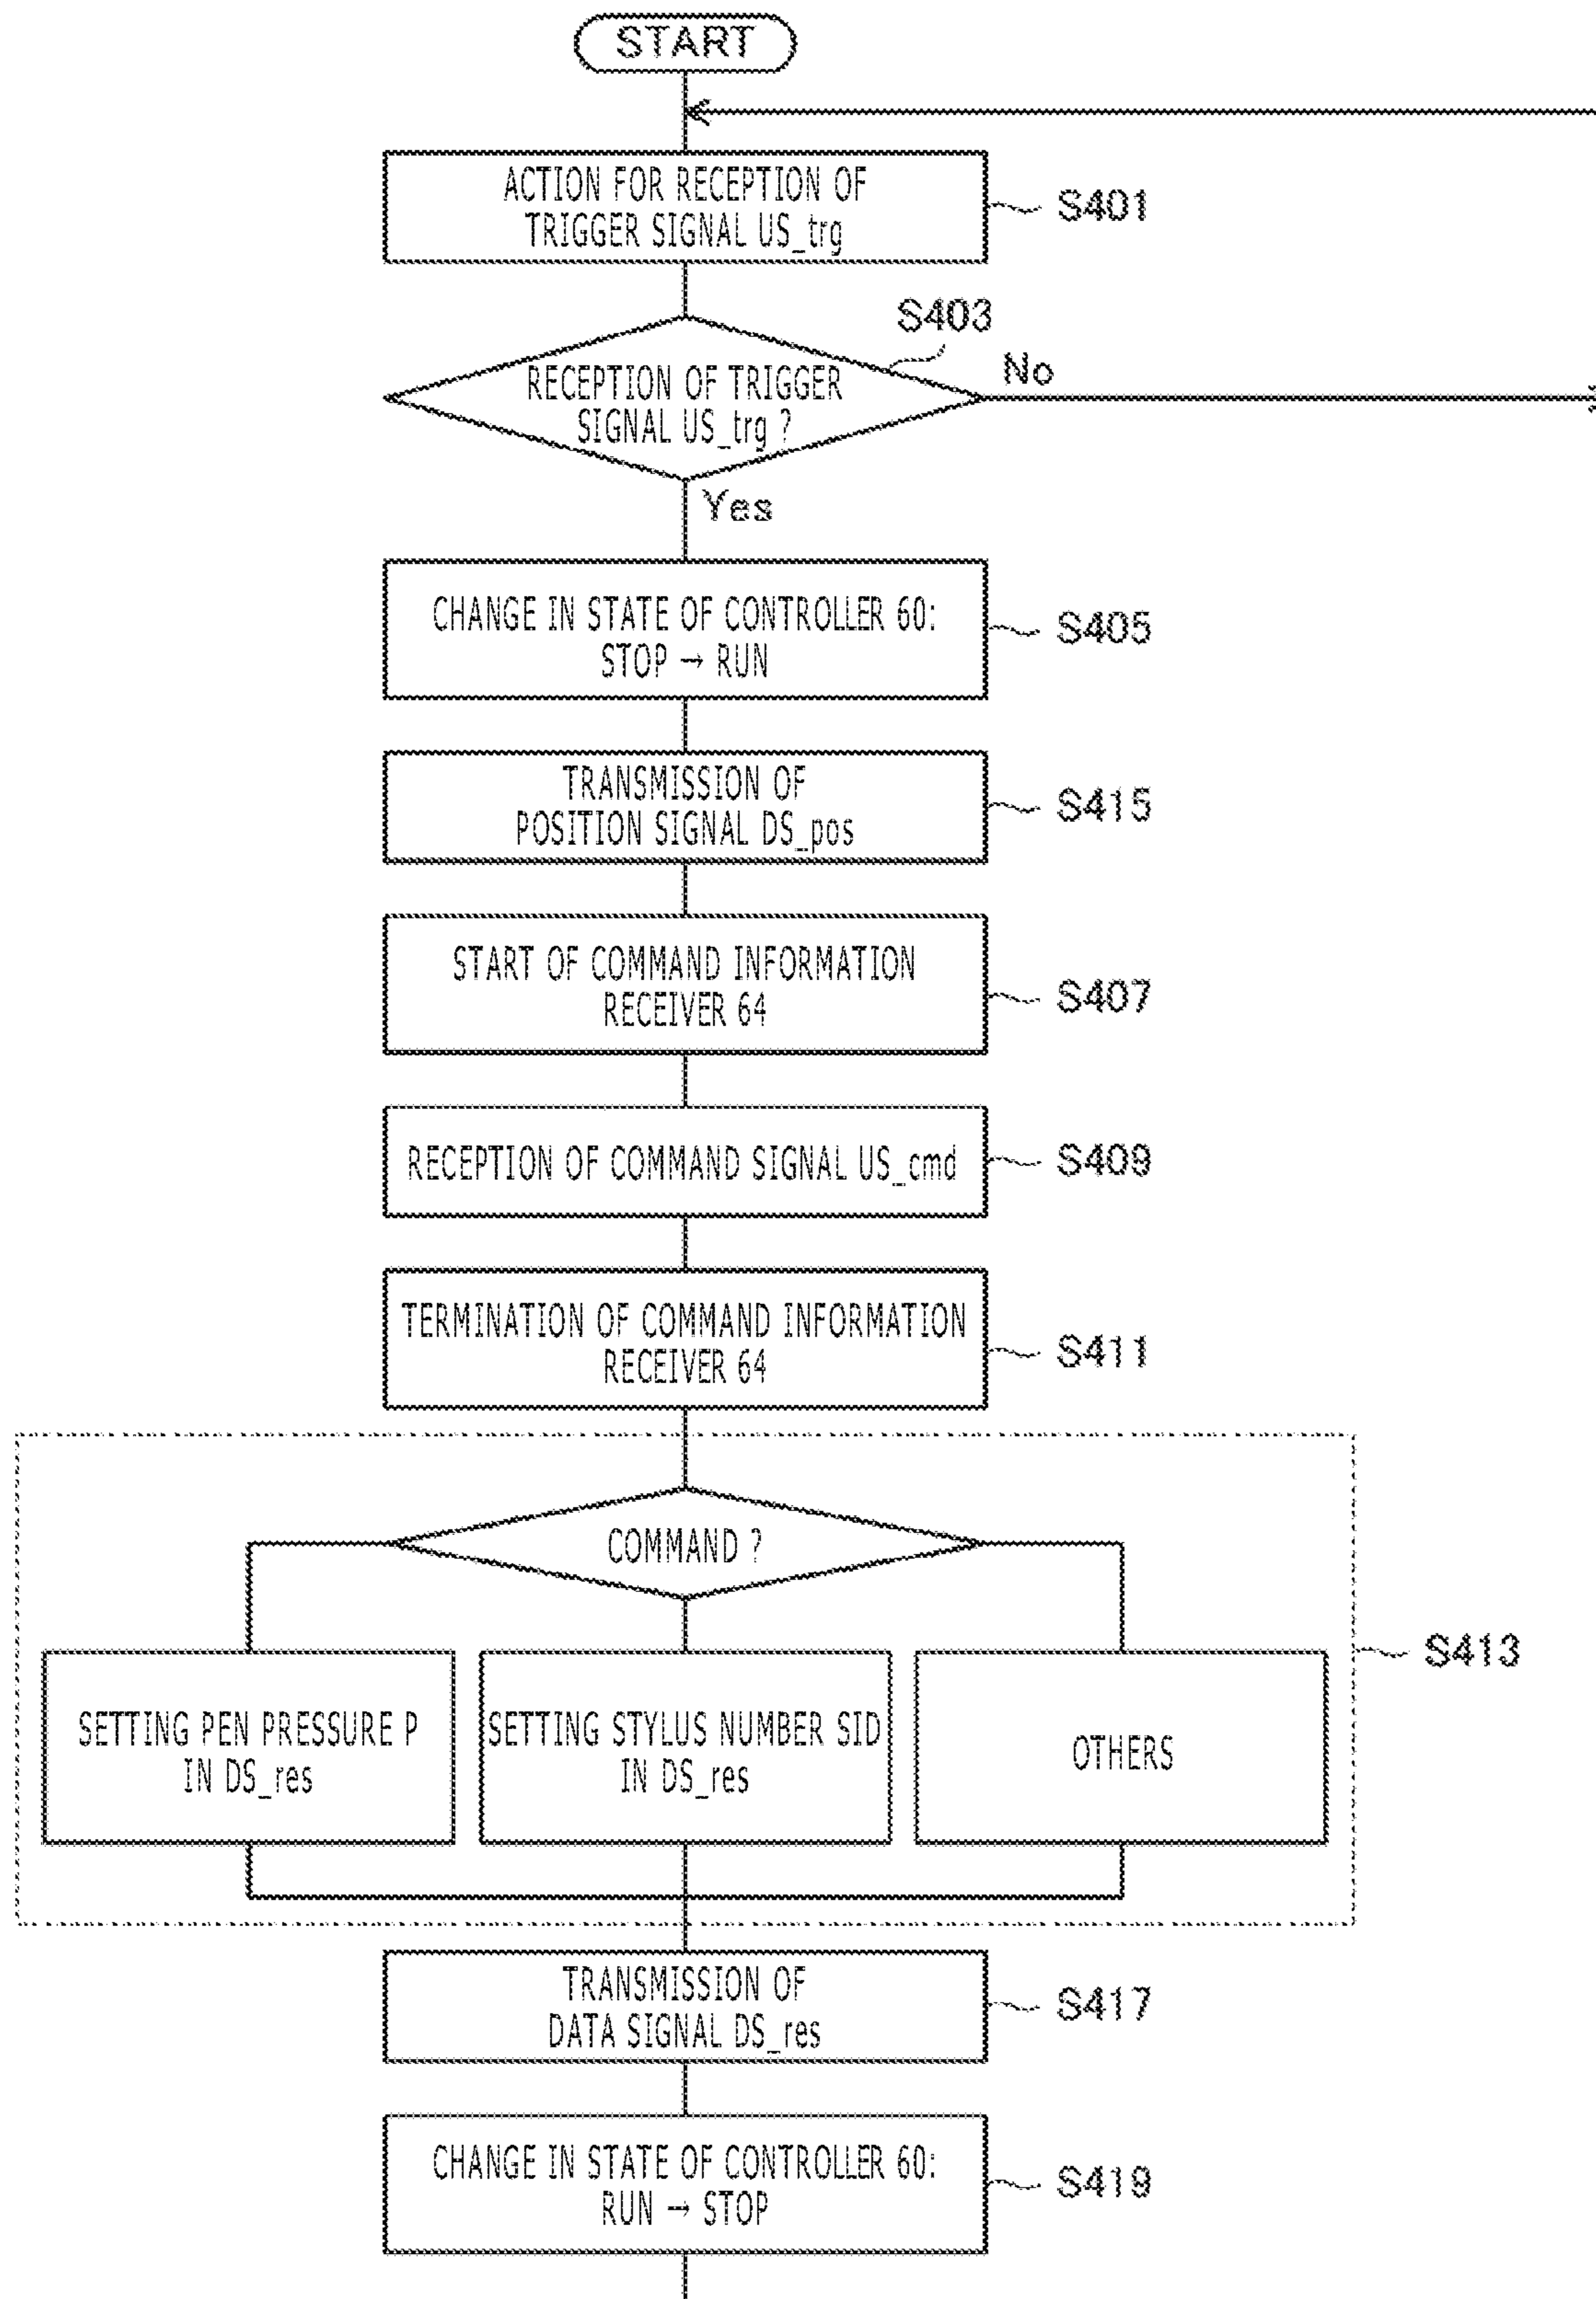 START
ACTION FOR RECEPTION OF
TRIGGER SIGNAL US_trg
S401
S403
RECEPTION OF TRIGGER
SIGNAL US_trg ?
No
Yes
CHANGE IN STATE OF CONTROLLER 60:
STOP → RUN
S405
TRANSMISSION OF
POSITION SIGNAL DS_pos
S415
START OF COMMAND INFORMATION
RECEIVER 64
S407
RECEPTION OF COMMAND SIGNAL US_cmd
S409
TERMINATION OF COMMAND INFORMATION
RECEIVER 64
S411
COMMAND ?
SETTING PEN PRESSURE P
IN DS_res
SETTING STYLUS NUMBER SID
IN DS_res
OTHERS
S413
TRANSMISSION OF
DATA SIGNAL DS_res
S417
CHANGE IN STATE OF CONTROLLER 60:
RUN → STOP
S419